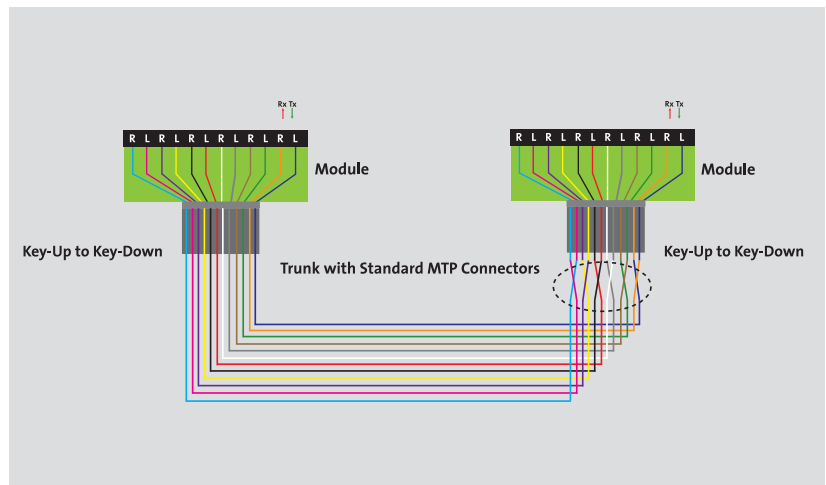 Rx Tx
Rx Tx
R L R L R L R L R L R L
R L R L R L R L R L R L
Module
Module
Key-Up to Key-Down
Key-Up to Key-Down
Trunk with Standard MTP Connectors